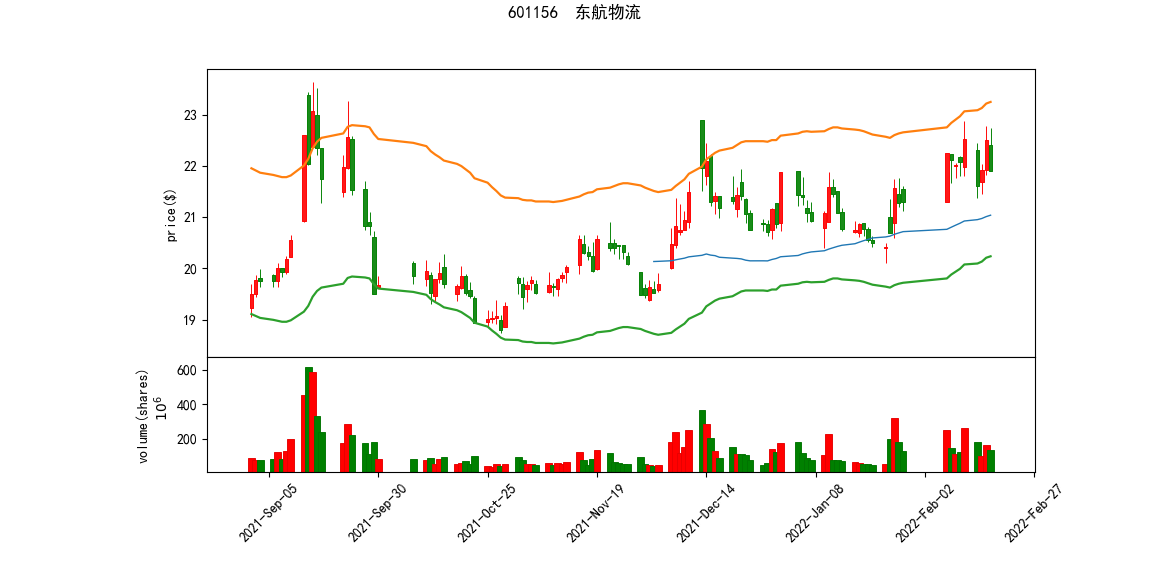 601156 东航物流
price($)
23
22
21
20
19
volume(shares)
10^6
600
400
200
2021-Sep-05
2021-Sep-30
2021-Oct-25
2021-Nov-19
2021-Dec-14
2022-Jan-08
2022-Feb-02
2022-Feb-27